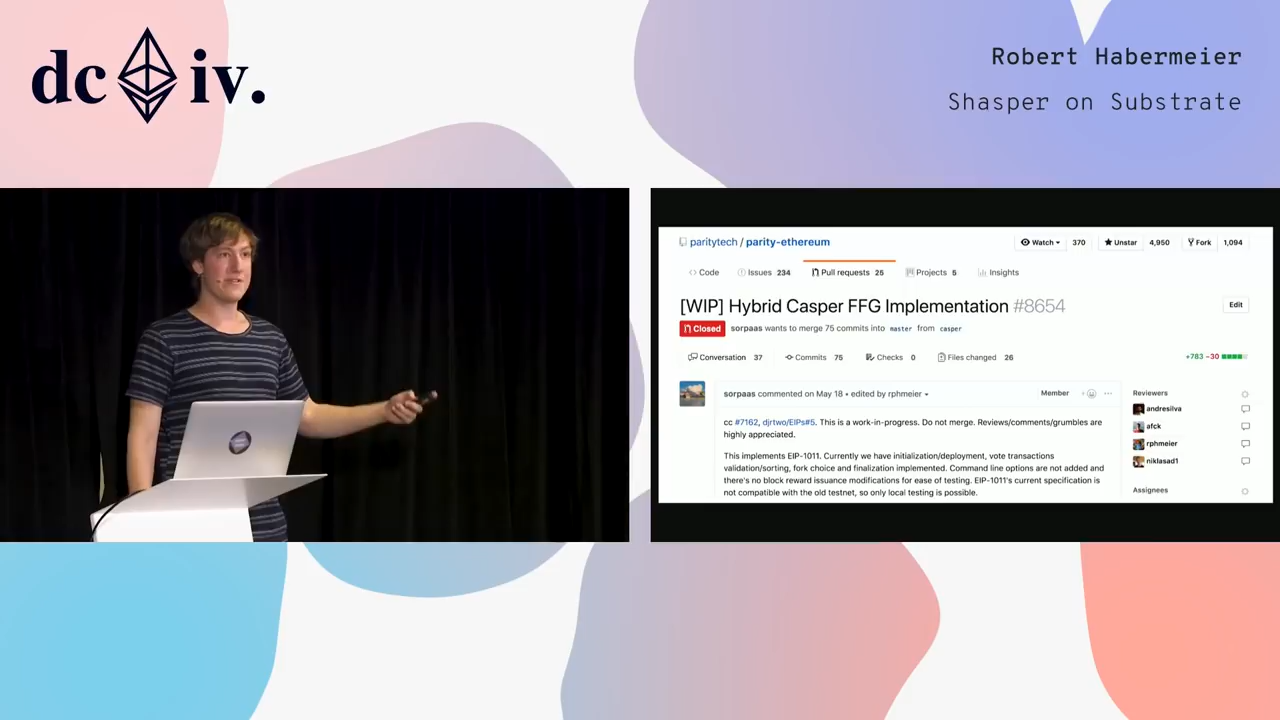 dc iv.
Robert Habermeier
Shasper on Substrate
paritytech / parity-ethereum
Watch 370 Unstar 4,950 Fork 1,094
Code Issues 234 Pull requests 25 Projects 5 Insights
[WIP] Hybrid Casper FFG Implementation #8654
Edit
Closed sorpaas wants to merge 75 commits into master from casper
Conversation 37 Commits 75 Checks 0 Files changed 26 +783 −30
sorpaas commented on May 18 • edited by rphmeier Member
cc #7162, djrtwo/EIPs#5. This is a work-in-progress. Do not merge. Reviews/comments/grumbles are
highly appreciated.
This implements EIP-1011. Currently we have initialization/deployment, vote transactions
validation/sorting, fork choice and finalization implemented. Command line options are not added and
there's no block reward issuance modifications for ease of testing. EIP-1011's current specification is
not compatible with the old testnet, so only local testing is possible.
Reviewers
andresilva
afck
rphmeier
niklasad1
Assignees